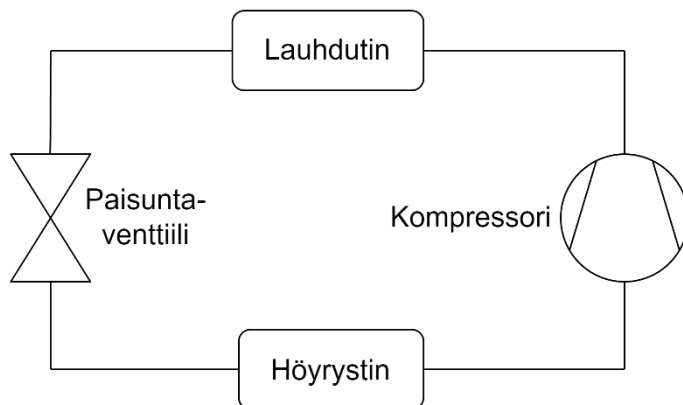 Lauhdutin
Paisunta-
venttiili
Kompressori
Höyrystin